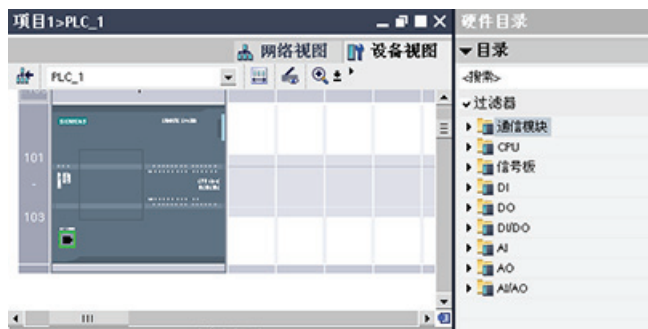 项目1>PLC_1
网络视图 设备视图
PLC_1
SIEMENS
101
103
硬件目录
目录
<搜索>
过滤器
通信模块
CPU
信号板
DI
DO
DI/DO
AI
AO
AI/AO